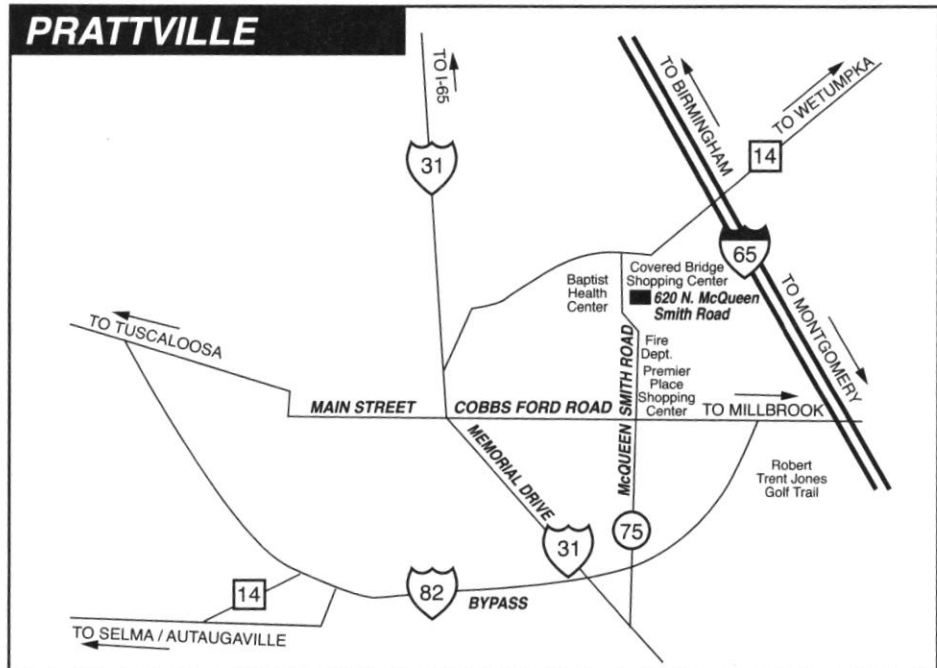 PRATTVILLE
TO I-65
31
TO BIRMINGHAM
TO WETUMPKA
14
65
TO MONTGOMERY
Baptist
Health
Center
Covered Bridge
Shopping Center
620 N. McQueen
Smith Road
Fire
Dept.
Premier
Place
Shopping
Center
McQUEEN SMITH ROAD
TO TUSCALOOSA
MAIN STREET
COBBS FORD ROAD
TO MILLBROOK
MEMORIAL DRIVE
Robert
Trent Jones
Golf Trail
31
75
14
82
BYPASS
TO SELMA / AUTAUGAVILLE